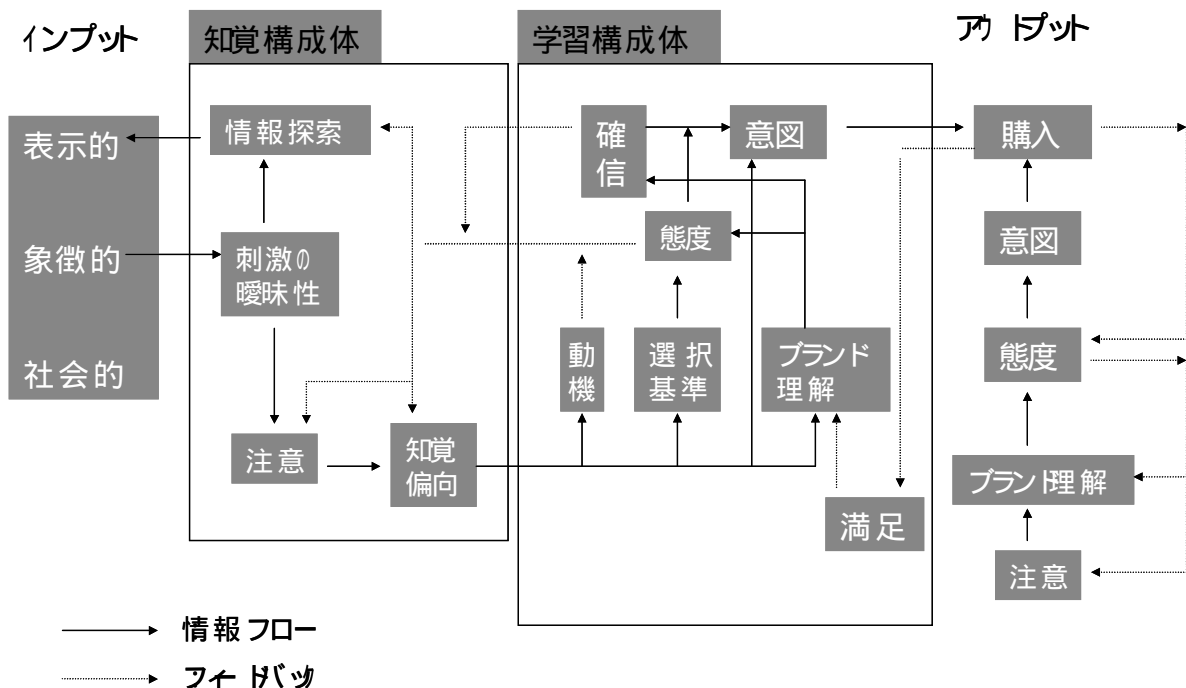 インプット
知覚構成体
学習構成体
アウトプット
表示的
象徴的
社会的
情報探索
刺激の
曖昧性
注意
知覚
偏向
確
信
意図
態度
動
機
選択
基準
ブランド
理解
満足
購入
意図
態度
ブランド理解
注意
情報フロー
フィードバック